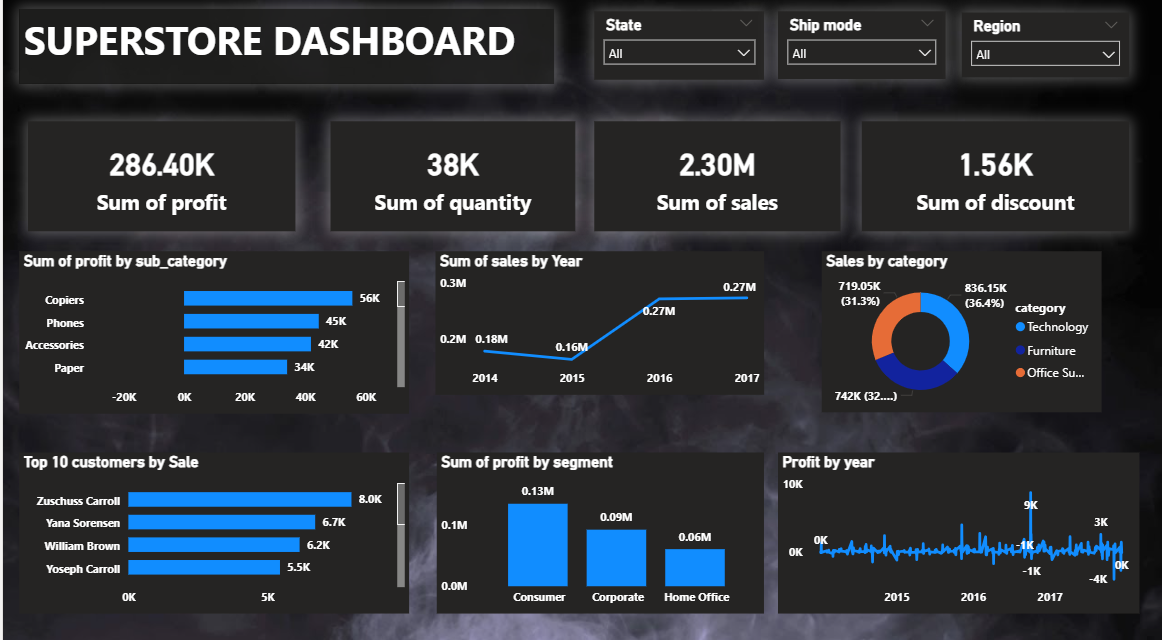 SUPERSTORE DASHBOARD
State
All
Ship mode
All
Region
All
286.40K
Sum of profit
38K
Sum of quantity
2.30M
Sum of sales
1.56K
Sum of discount
Sum of profit by sub_category
Copiers 56K
Phones 45K
Accessories 42K
Paper 34K
-20K 0K 20K 40K 60K
Sum of sales by Year
0.3M
0.2M
0.18M
0.16M
0.27M
0.27M
2014 2015 2016 2017
Sales by category
719.05K
(31.3%)
836.15K
(36.4%)
742K (32....)
category
Technology
Furniture
Office Su...
Top 10 customers by Sale
Zuschuss Carroll 8.0K
Yana Sorensen 6.7K
William Brown 6.2K
Yoseph Carroll 5.5K
0K 5K
Sum of profit by segment
0.1M
0.0M
0.13M
0.09M
0.06M
Consumer Corporate Home Office
Profit by year
10K
0K
0K
9K
-1K
-1K
3K
-4K
0K
2015 2016 2017